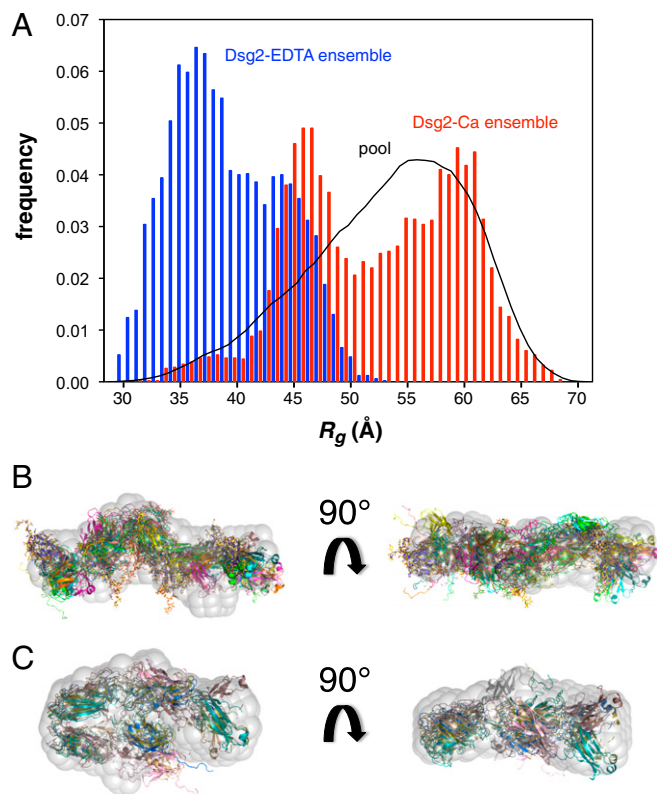 A
0.07
0.06
0.05
0.04
0.03
0.02
0.01
0.00
frequency
Dsg2-EDTA ensemble
Dsg2-Ca ensemble
pool
30 35 40 45 50 55 60 65 70
Rg (Å)
B
90°
C
90°